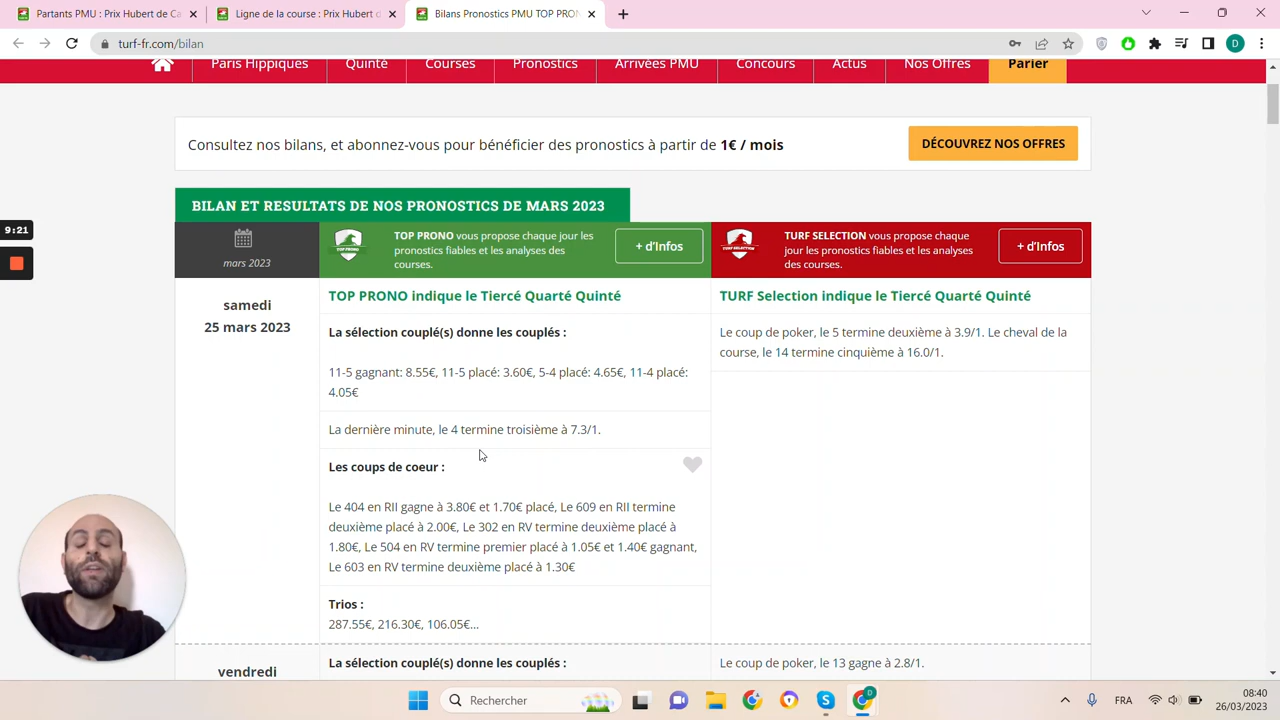 Partants PMU : Prix Hubert de Cé
Ligne de la course : Prix Hubert d
Bilans Pronostics PMU TOP PRON
turf-fr.com/bilan
D
Paris Hippiques
Quinté
Courses
Pronostics
Arrivées PMU
Concours
Actus
Nos Offres
Parier
Consultez nos bilans, et abonnez-vous pour bénéficier des pronostics à partir de 1€ / mois
DÉCOUVREZ NOS OFFRES
BILAN ET RESULTATS DE NOS PRONOSTICS DE MARS 2023
9:21
mars 2023
TOP PRONO
TOP PRONO vous propose chaque jour les
pronostics fiables et les analyses des
courses.
+ d'Infos
TURF SELECTION
TURF SELECTION vous propose chaque
jour les pronostics fiables et les analyses
des courses.
+ d'Infos
samedi
25 mars 2023
TOP PRONO indique le Tiercé Quarté Quinté
La sélection couplé(s) donne les couplés :
11-5 gagnant: 8.55€, 11-5 placé: 3.60€, 5-4 placé: 4.65€, 11-4 placé:
4.05€
La dernière minute, le 4 termine troisième à 7.3/1.
Les coups de coeur :
Le 404 en RII gagne à 3.80€ et 1.70€ placé, Le 609 en RII termine
deuxième placé à 2.00€, Le 302 en RV termine deuxième placé à
1.80€, Le 504 en RV termine premier placé à 1.05€ et 1.40€ gagnant,
Le 603 en RV termine deuxième placé à 1.30€
Trios :
287.55€, 216.30€, 106.05€...
TURF Selection indique le Tiercé Quarté Quinté
Le coup de poker, le 5 termine deuxième à 3.9/1. Le cheval de la
course, le 14 termine cinquième à 16.0/1.
vendredi
La sélection couplé(s) donne les couplés :
Le coup de poker, le 13 gagne à 2.8/1.
Rechercher
D
FRA
08:40
26/03/2023